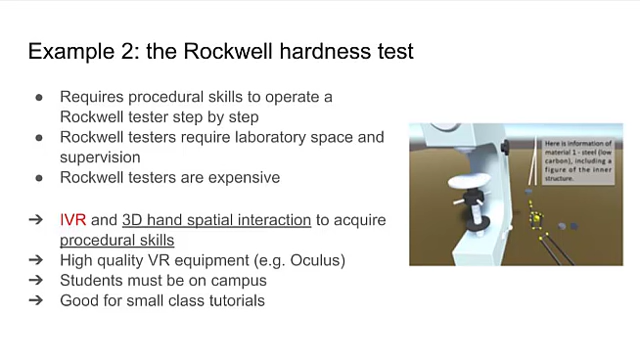 Example 2: the Rockwell hardness test
● Requires procedural skills to operate a
Rockwell tester step by step
● Rockwell testers require laboratory space and
supervision
● Rockwell testers are expensive
➔ IVR and 3D hand spatial interaction to acquire
procedural skills
➔ High quality VR equipment (e.g. Oculus)
➔ Students must be on campus
➔ Good for small class tutorials
Here is information of
material 1 - steel (low
carbon), including a
figure of the inner
structure.